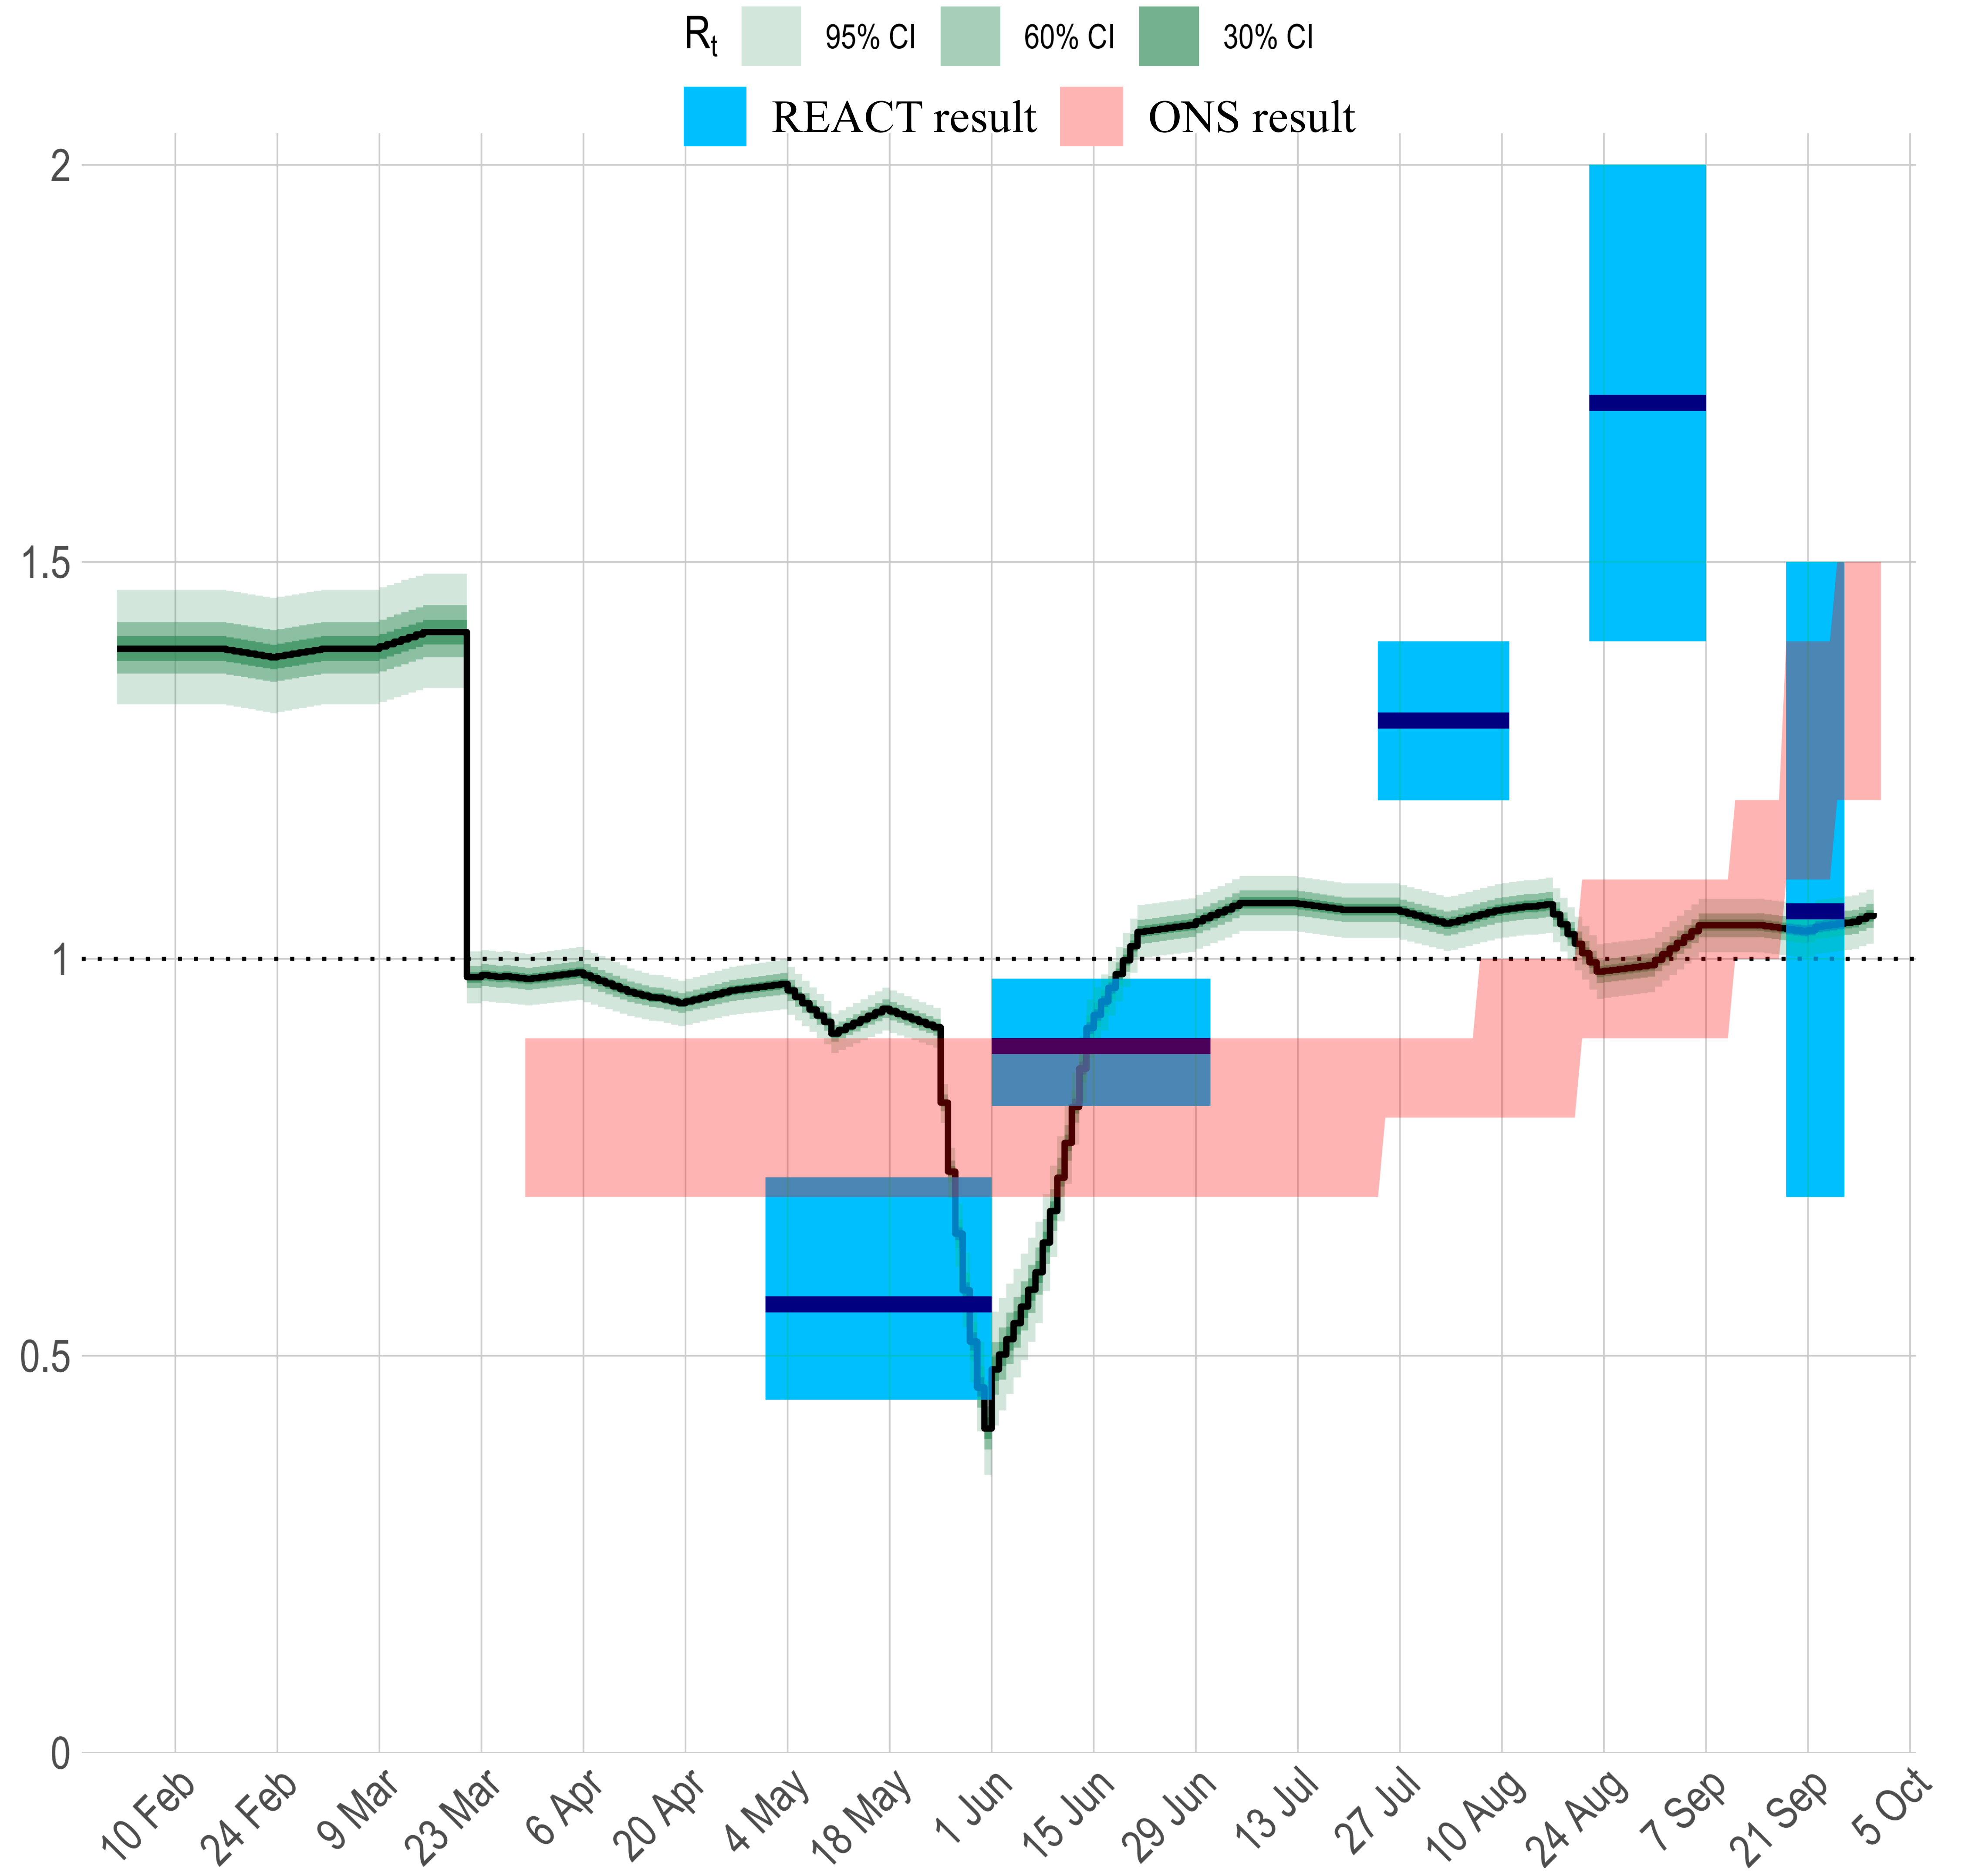 Rt 95% CI 60% CI 30% CI
REACT result ONS result
2
1.5
1
0.5
0
10 Feb 24 Feb 9 Mar 23 Mar 6 Apr 20 Apr 4 May 18 May 1 Jun 15 Jun 29 Jun 13 Jul 27 Jul 10 Aug 24 Aug 7 Sep 21 Sep 5 Oct